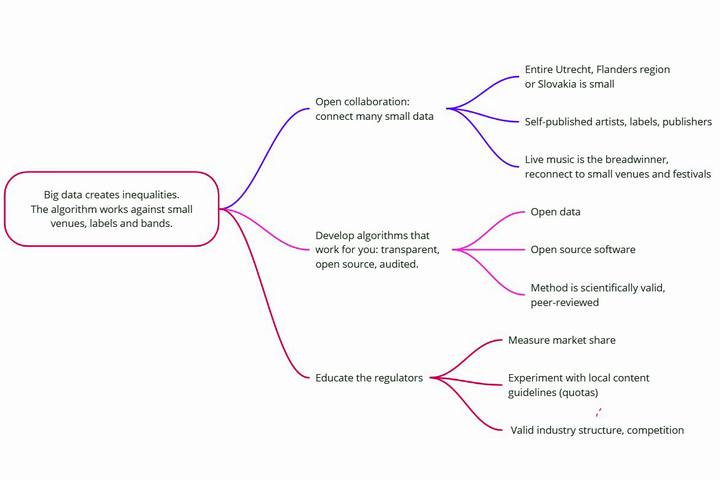 Big data creates inequalities.
The algorithm works against small
venues, labels and bands.
Open collaboration:
connect many small data
Entire Utrecht, Flanders region
or Slovakia is small
Self-published artists, labels, publishers
Live music is the breadwinner,
reconnect to small venues and festivals
Develop algorithms that
work for you: transparent,
open source, audited.
Open data
Open source software
Method is scientifically valid,
peer-reviewed
Educate the regulators
Measure market share
Experiment with local content
guidelines (quotas)
Valid industry structure, competition